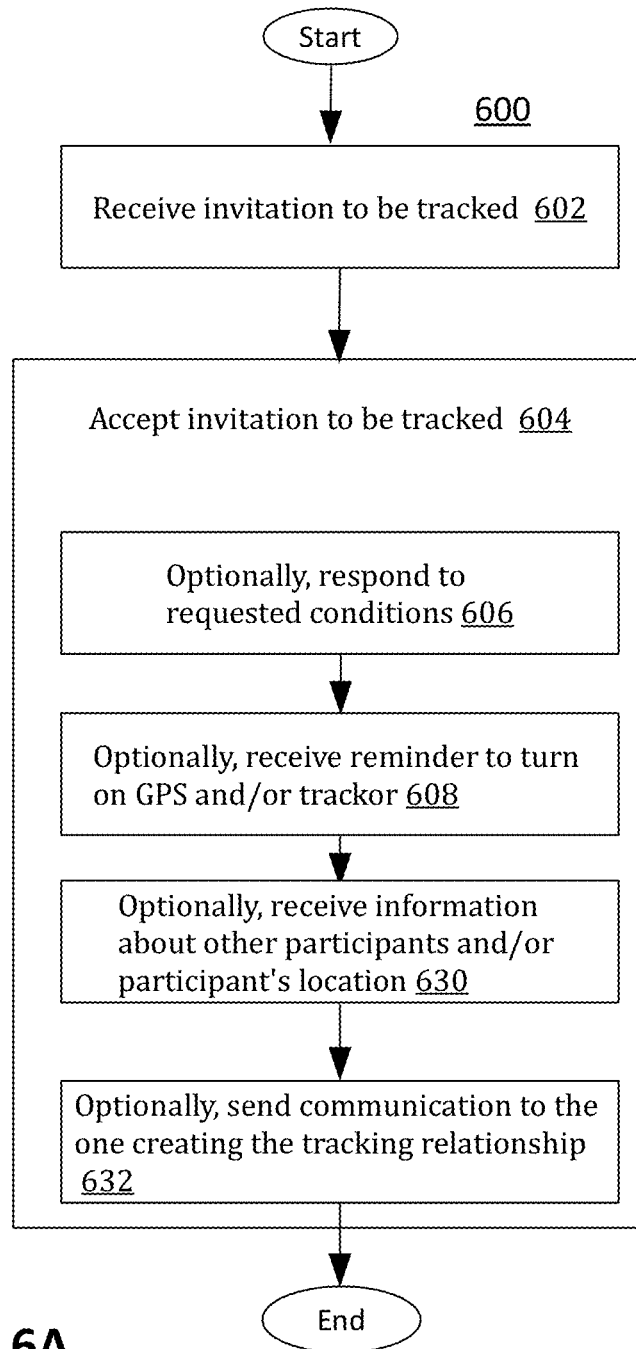 Start
600
Receive invitation to be tracked 602
Accept invitation to be tracked 604
Optionally, respond to
requested conditions 606
Optionally, receive reminder to turn
on GPS and/or trackor 608
Optionally, receive information
about other participants and/or
participant's location 630
Optionally, send communication to the
one creating the tracking relationship
632
End
6A